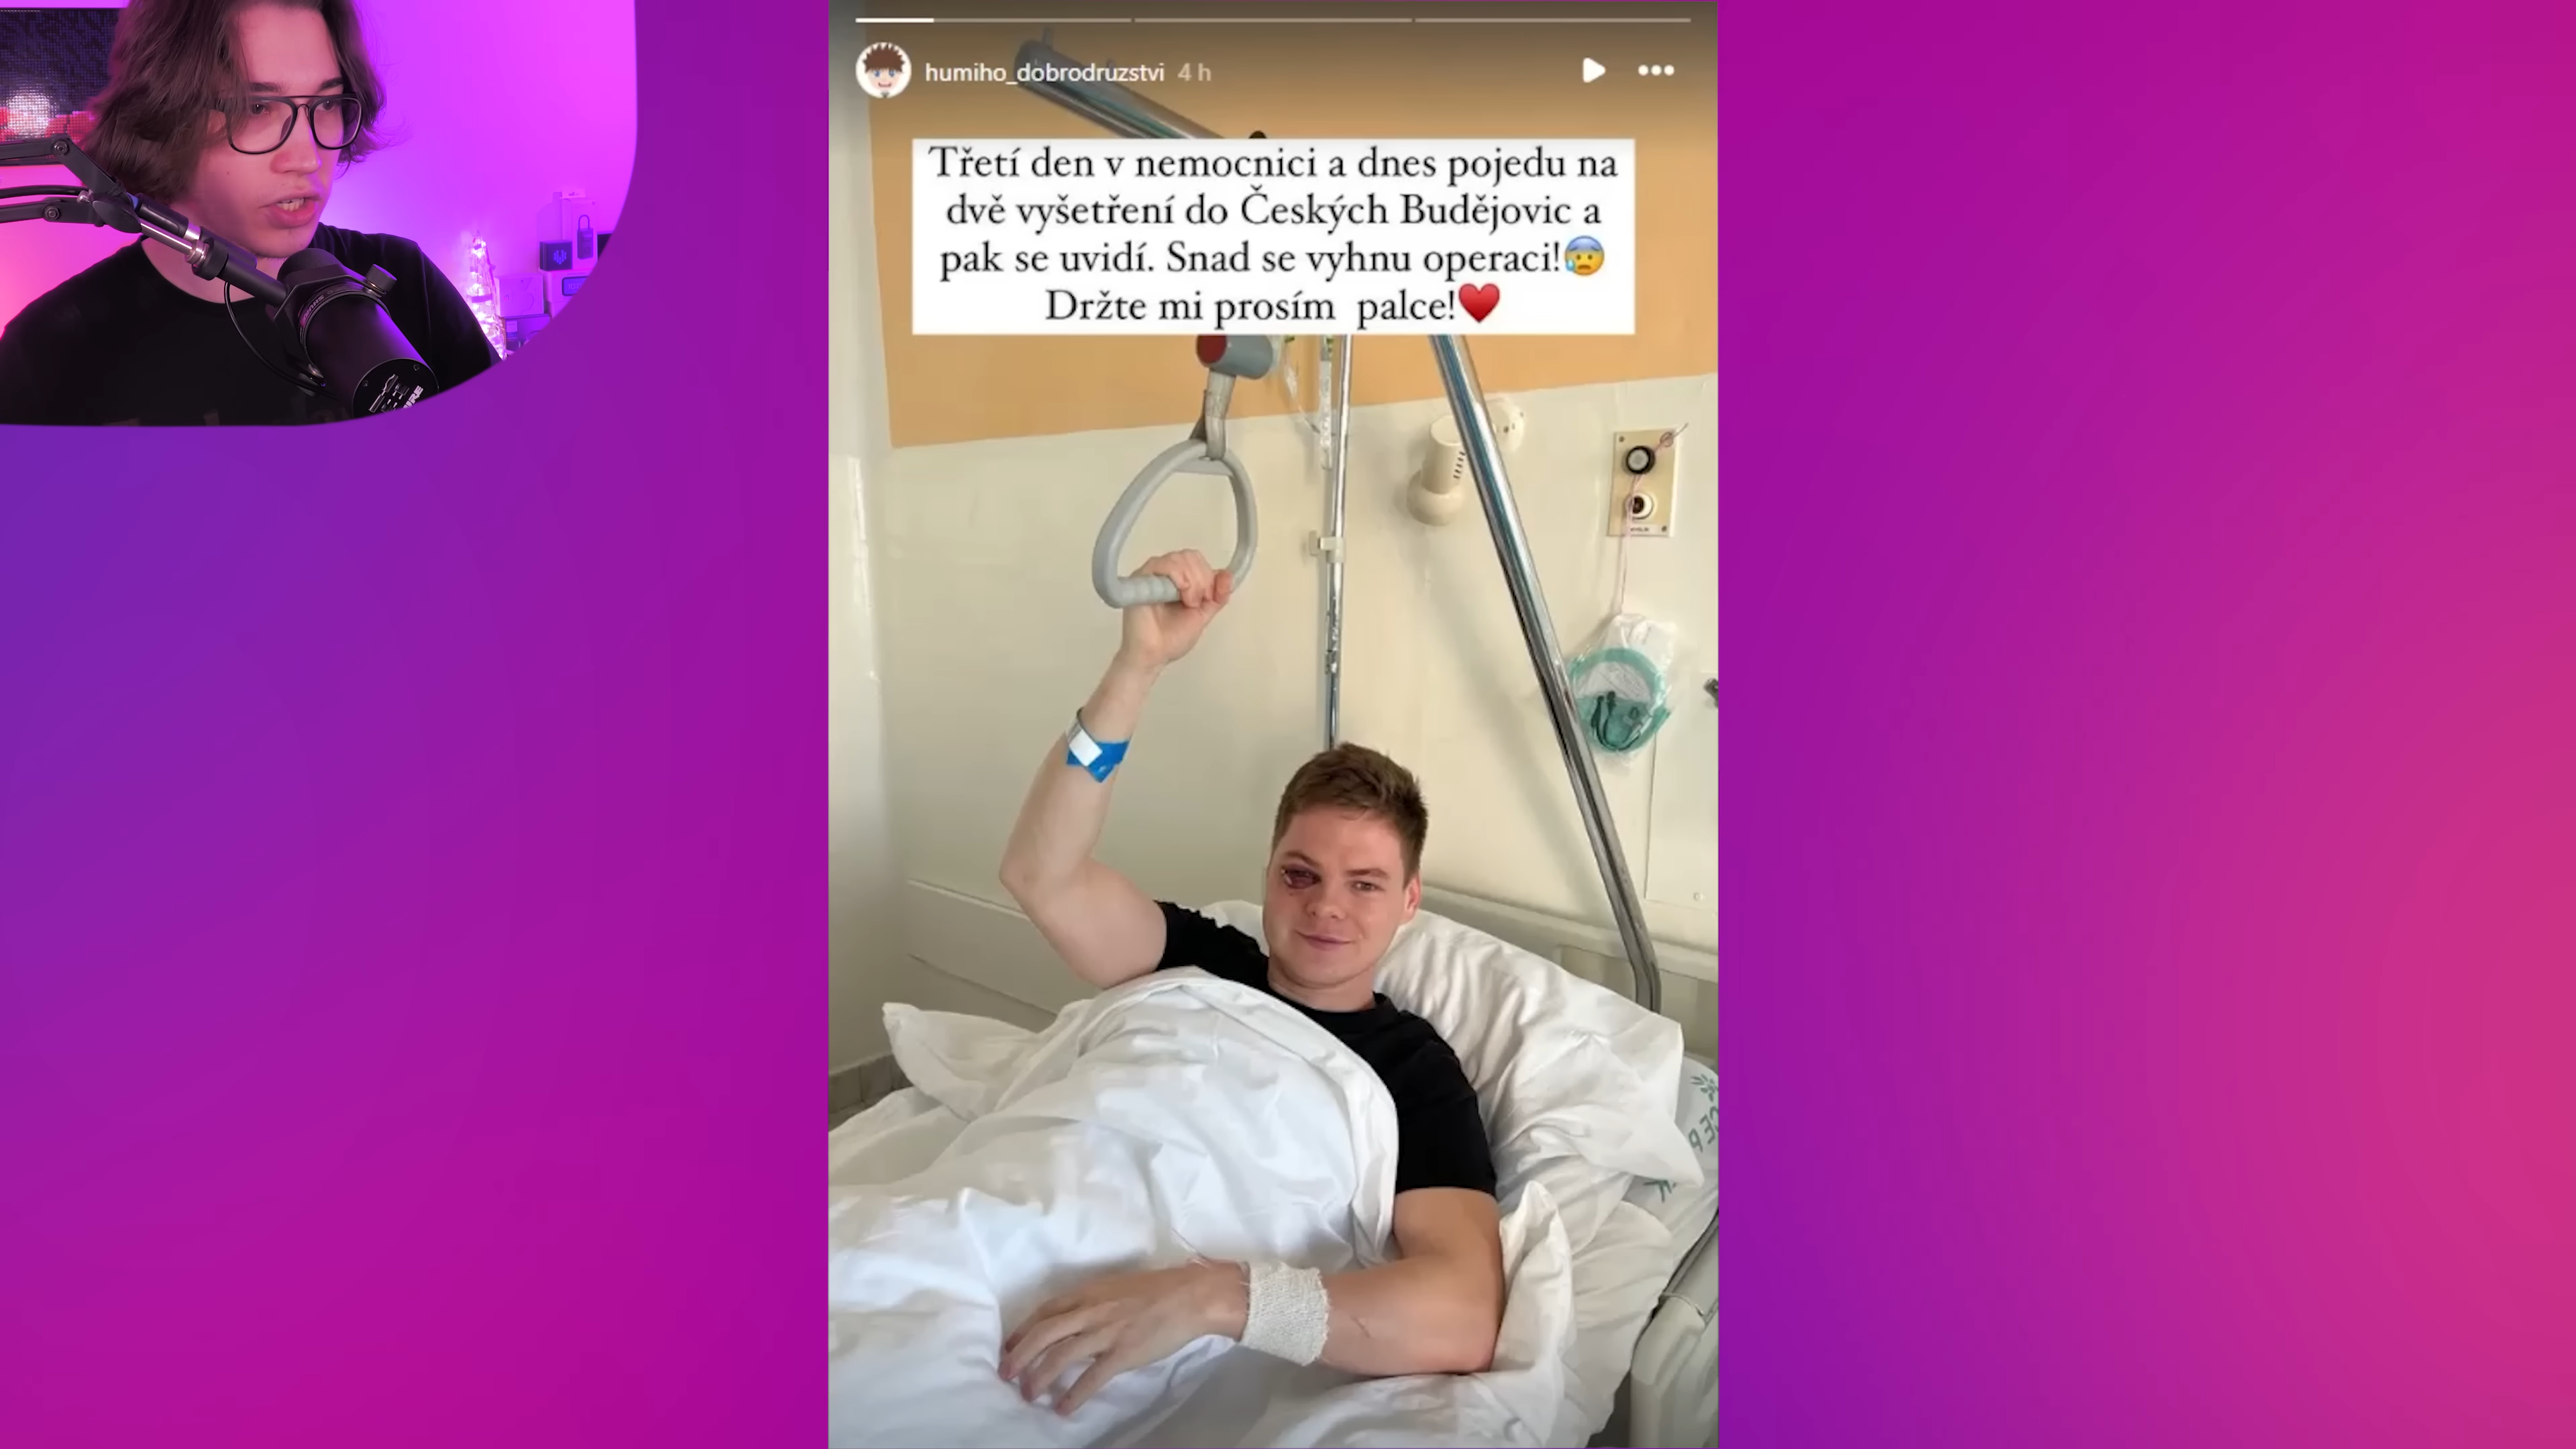 humiho_dobrodruzstvi 4 h
Třetí den v nemocnici a dnes pojedu na
dvě vyšetření do Českých Budějovic a
pak se uvidí. Snad se vyhnu operaci!😰
Držte mi prosím  palce!♥️